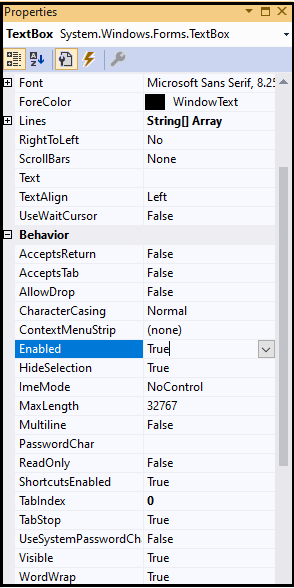 Properties
TextBox System.Windows.Forms.TextBox
Font Microsoft Sans Serif, 8.25
ForeColor WindowText
Lines String[] Array
RightToLeft No
ScrollBars None
Text
TextAlign Left
UseWaitCursor False
Behavior
AcceptsReturn False
AcceptsTab False
AllowDrop False
CharacterCasing Normal
ContextMenuStrip (none)
Enabled True
HideSelection True
ImeMode NoControl
MaxLength 32767
Multiline False
PasswordChar
ReadOnly False
ShortcutsEnabled True
TabIndex 0
TabStop True
UseSystemPasswordCh False
Visible True
WordWrap True